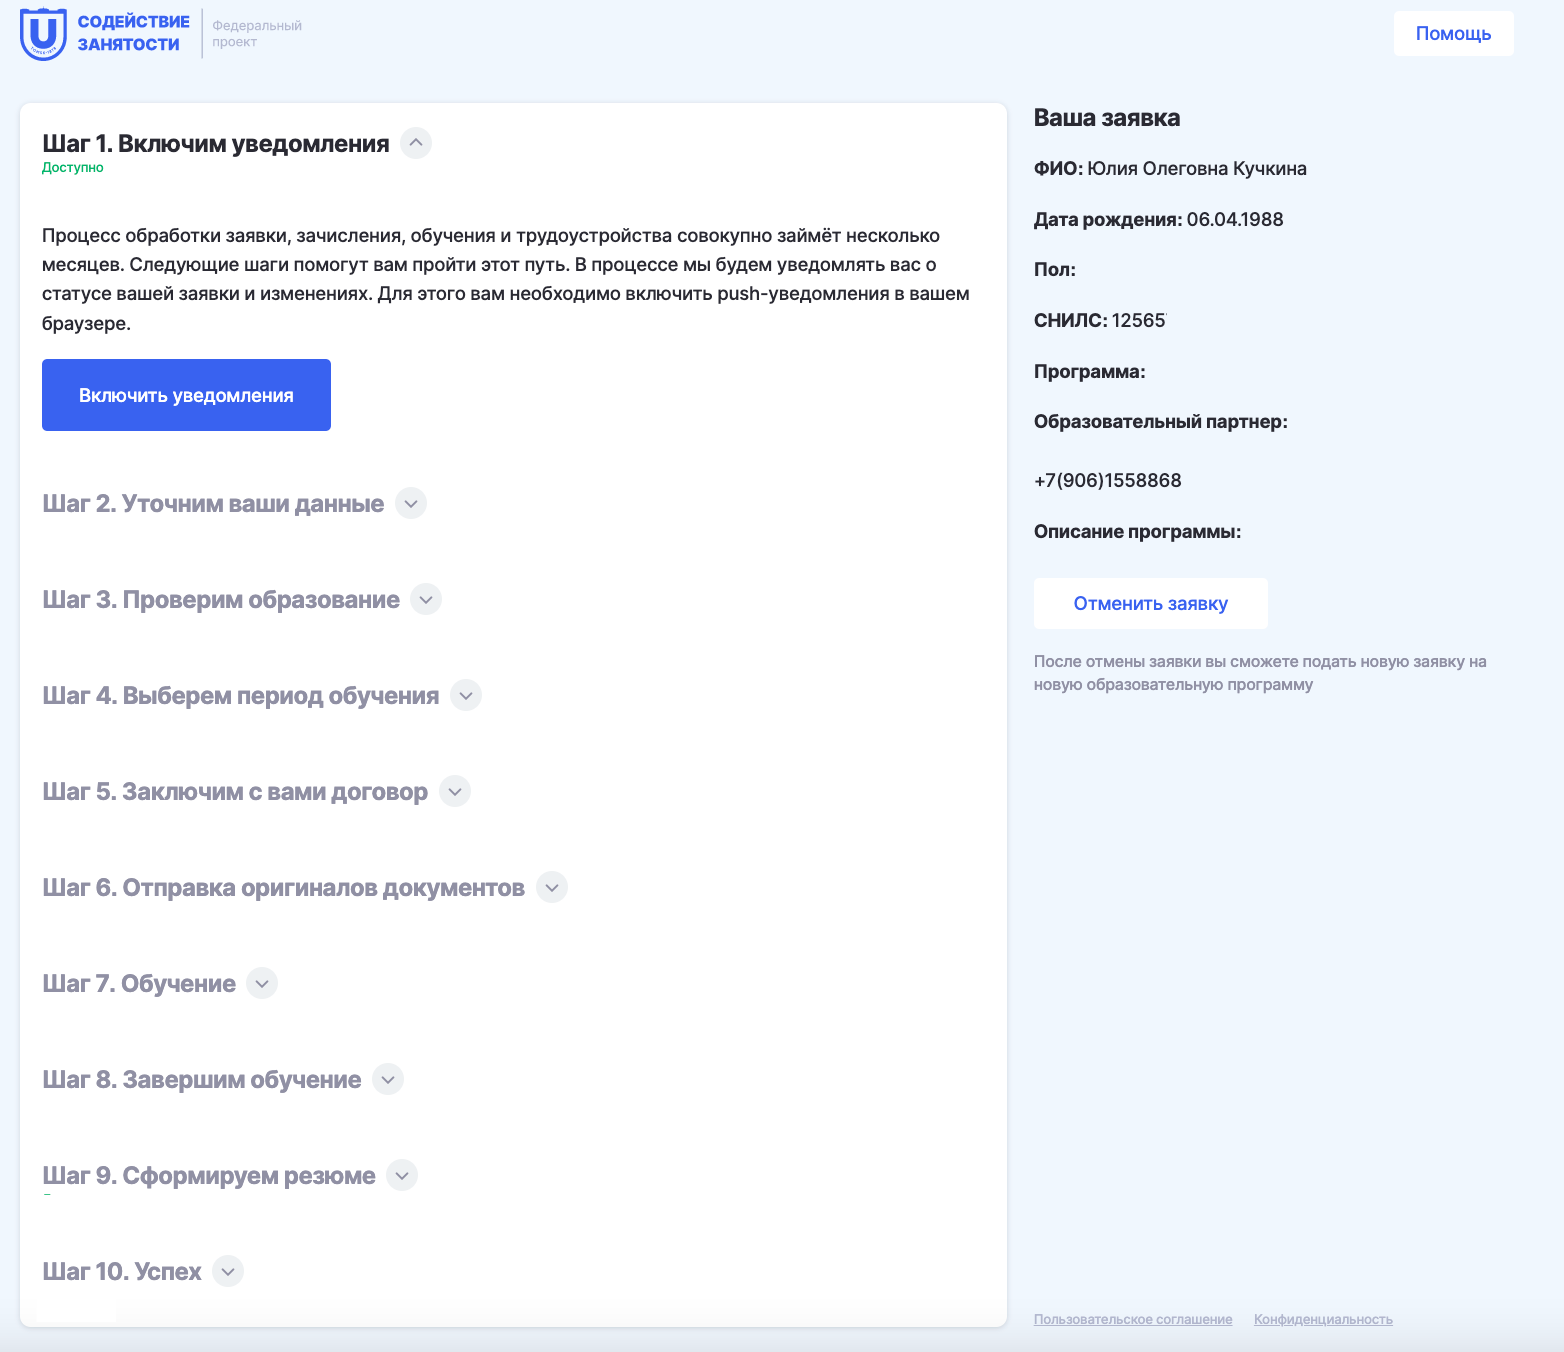 СОДЕЙСТВИЕ
ЗАНЯТОСТИ
Федеральный
проект
Помощь
Шаг 1. Включим уведомления
Доступно
Процесс обработки заявки, зачисления, обучения и трудоустройства совокупно займёт несколько
месяцев. Следующие шаги помогут вам пройти этот путь. В процессе мы будем уведомлять вас о
статусе вашей заявки и изменениях. Для этого вам необходимо включить push-уведомления в вашем
браузере.
Включить уведомления
Шаг 2. Уточним ваши данные
Шаг 3. Проверим образование
Шаг 4. Выберем период обучения
Шаг 5. Заключим с вами договор
Шаг 6. Отправка оригиналов документов
Шаг 7. Обучение
Шаг 8. Завершим обучение
Шаг 9. Сформируем резюме
Шаг 10. Успех
Ваша заявка
ФИО: Юлия Олеговна Кучкина
Дата рождения: 06.04.1988
Пол:
СНИЛС: 12565
Программа:
Образовательный партнер:
+7(906)1558868
Описание программы:
Отменить заявку
После отмены заявки вы сможете подать новую заявку на
новую образовательную программу
Пользовательское соглашение Конфиденциальность